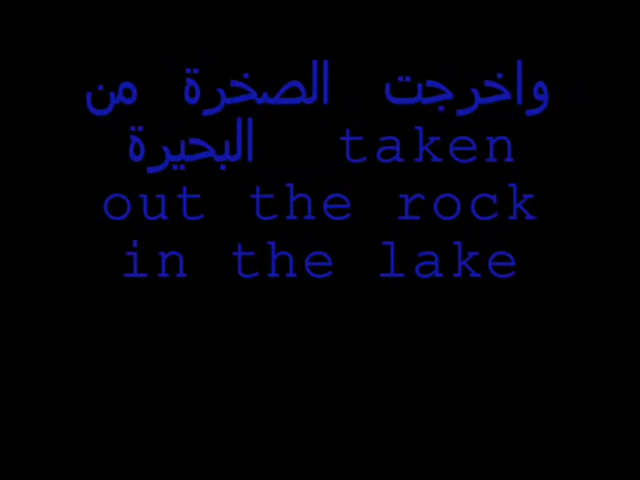 واخرجت الصخرة من
البحيرة taken
out the rock
in the lake